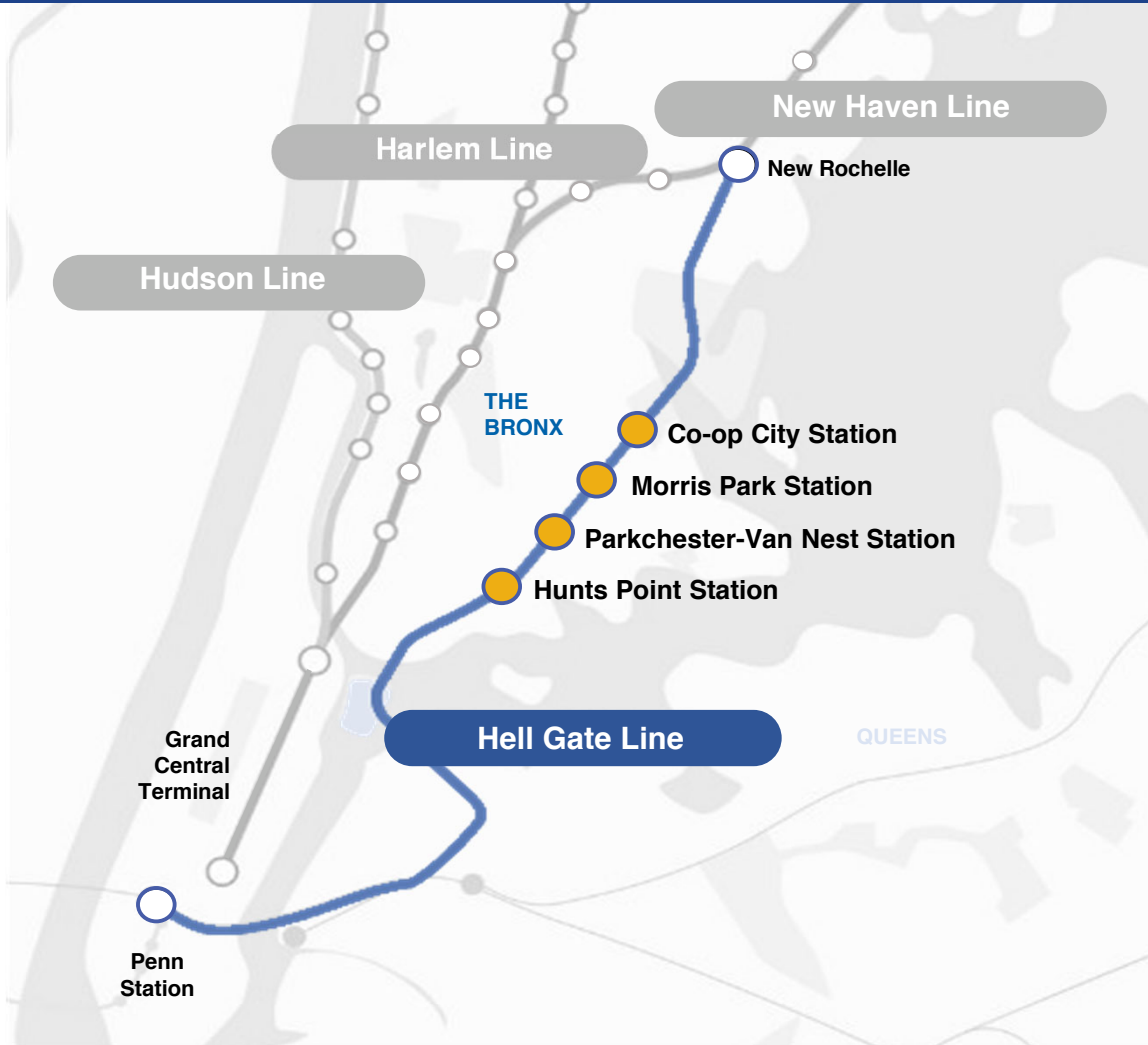 New Haven Line
Harlem Line
New Rochelle
Hudson Line
THE
BRONX
Co-op City Station
Morris Park Station
Parkchester-Van Nest Station
Hunts Point Station
Hell Gate Line
QUEENS
Grand
Central
Terminal
Penn
Station